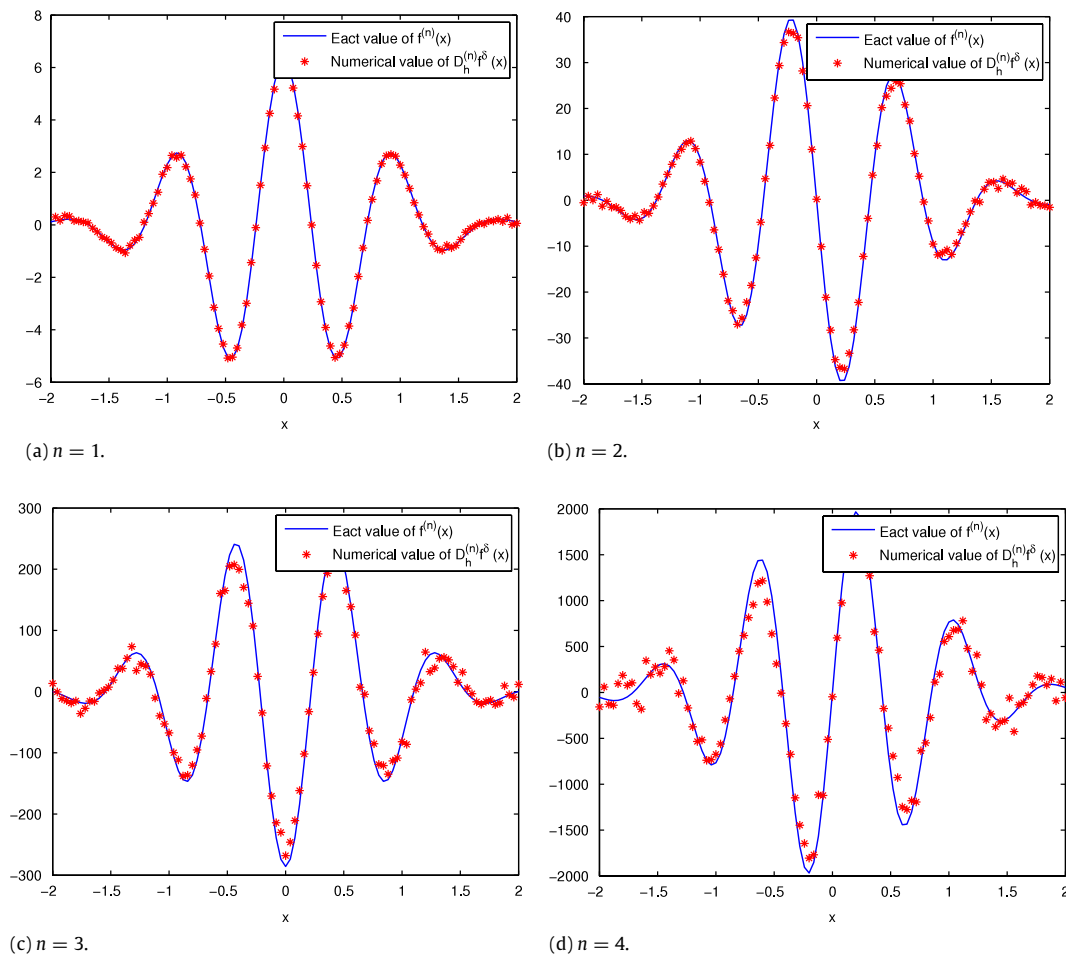 8
6
4
2
0
−2
−4
−6
−2 −1.5 −1 −0.5 0 0.5 1 1.5 2
x
Eact value of f⁽ⁿ⁾(x)
Numerical value of D_h⁽ⁿ⁾f^δ (x)
(a) n = 1.
40
30
20
10
0
−10
−20
−30
−40
−2 −1.5 −1 −0.5 0 0.5 1 1.5 2
x
Eact value of f⁽ⁿ⁾(x)
Numerical value of D_h⁽ⁿ⁾f^δ (x)
(b) n = 2.
300
200
100
0
−100
−200
−300
−2 −1.5 −1 −0.5 0 0.5 1 1.5 2
x
Eact value of f⁽ⁿ⁾(x)
Numerical value of D_h⁽ⁿ⁾f^δ (x)
(c) n = 3.
2000
1500
1000
500
0
−500
−1000
−1500
−2000
−2 −1.5 −1 −0.5 0 0.5 1 1.5 2
x
Eact value of f⁽ⁿ⁾(x)
Numerical value of D_h⁽ⁿ⁾f^δ (x)
(d) n = 4.